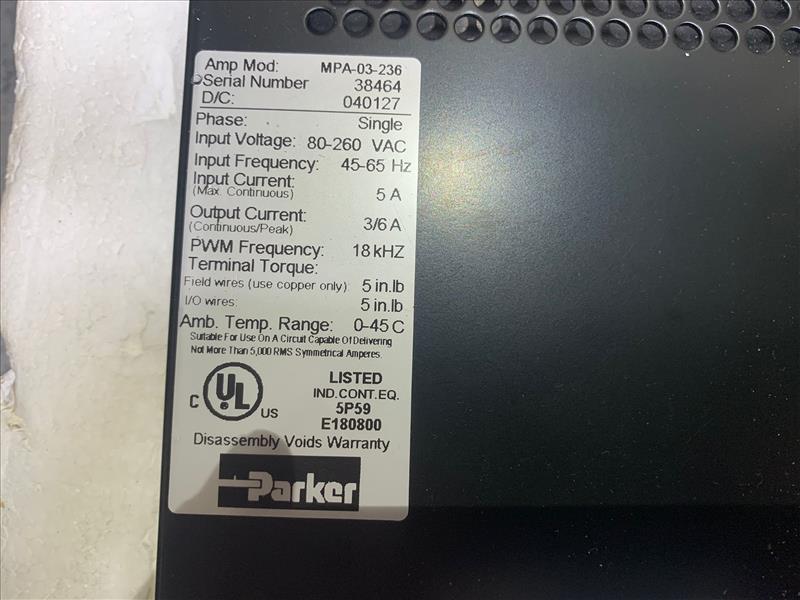 Amp Mod: MPA-03-236
Serial Number 38464
D/C: 040127
Phase: Single
Input Voltage: 80-260 VAC
Input Frequency: 45-65 Hz
Input Current: 5 A
(Max. Continuous)
Output Current: 3/6 A
(Continuous/Peak)
PWM Frequency: 18 kHZ
Terminal Torque:
Field wires (use copper only): 5 in.lb
I/O wires: 5 in.lb
Amb. Temp. Range: 0-45 C
Suitable For Use On A Circuit Capable Of Delivering
Not More Than 5,000 RMS Symmetrical Amperes.
C UL US
LISTED
IND.CONT.EQ.
5P59
E180800
Disassembly Voids Warranty
Parker